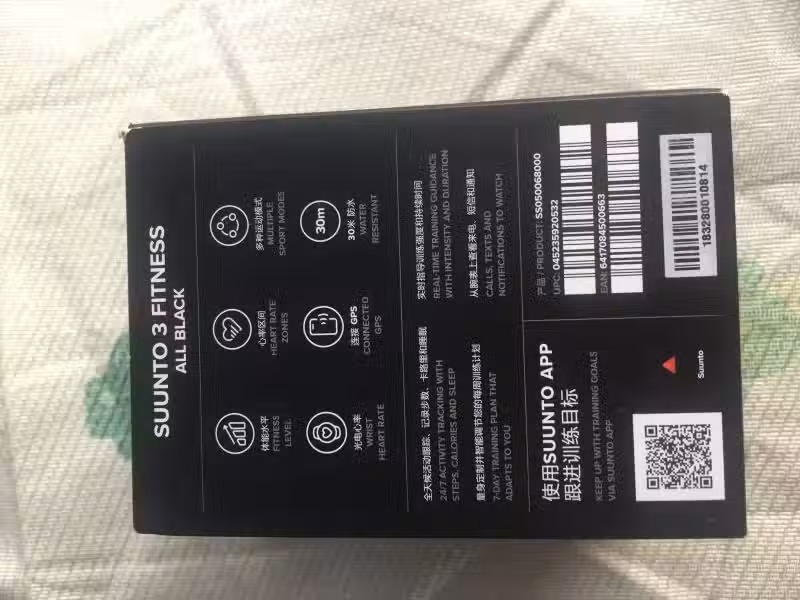 SUUNTO 3 FITNESS
ALL BLACK
体能水平
FITNESS
LEVEL
心率区间
HEART RATE
ZONES
多种运动模式
MULTIPLE
SPORT MODES
光电心率
WRIST
HEART RATE
连接 GPS
CONNECTED
GPS
30m
30米 防水
WATER
RESISTANT
全天候活动跟踪、记录步数、卡路里和睡眠
24/7 ACTIVITY TRACKING WITH
STEPS, CALORIES AND SLEEP
实时指导训练强度和持续时间
REAL-TIME TRAINING GUIDANCE
WITH INTENSITY AND DURATION
量身定制并智能调节您的每周训练计划
7-DAY TRAINING PLAN THAT
ADAPTS TO YOU
从腕表上查看来电、短信和通知
CALLS, TEXTS AND
NOTIFICATIONS TO WATCH
使用SUUNTO APP
跟进训练目标
KEEP UP WITH TRAINING GOALS
VIA SUUNTO APP
Suunto
产品 / PRODUCT: SS050068000
UPC: 045235920532
EAN: 6417084500663
183280010814